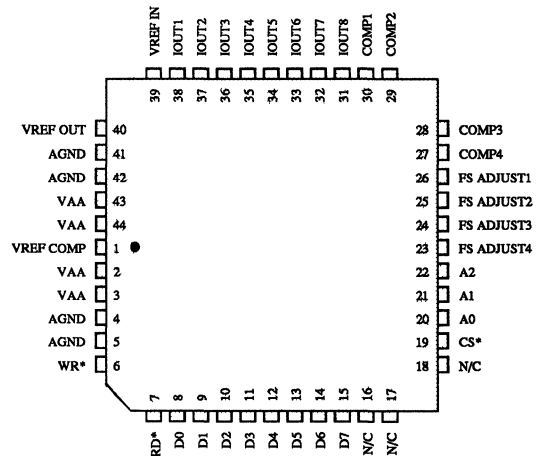 VREF IN IOUT1 IOUT2 IOUT3 IOUT4 IOUT5 IOUT6 IOUT7 IOUT8 COMP1 COMP2
39 38 37 36 35 34 33 32 31 30 29
VREF OUT 40 28 COMP3
AGND 41 27 COMP4
AGND 42 26 FS ADJUST1
VAA 43 25 FS ADJUST2
VAA 44 24 FS ADJUST3
VREF COMP 1 23 FS ADJUST4
VAA 2 22 A2
VAA 3 21 A1
AGND 4 20 A0
AGND 5 19 CS*
WR* 6 18 N/C
7 8 9 10 11 12 13 14 15 16 17
RD* D0 D1 D2 D3 D4 D5 D6 D7 N/C N/C